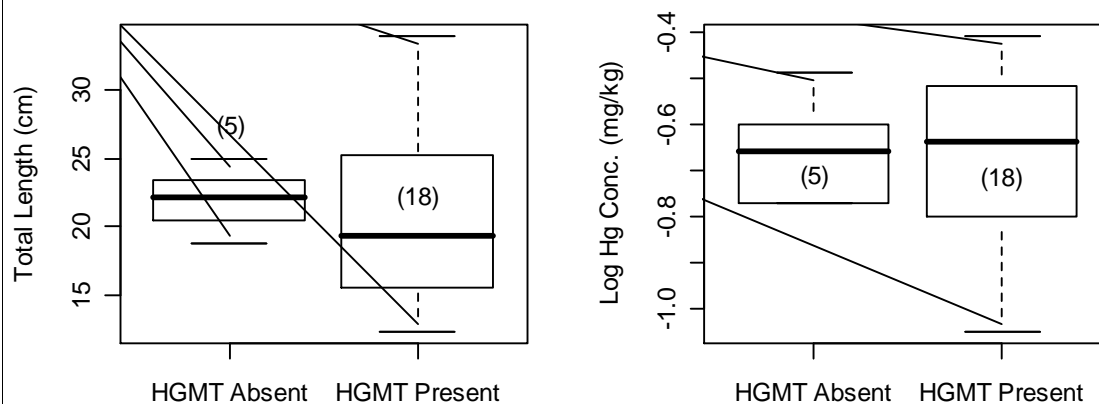 Total Length (cm)
30
25
20
15
(5)
(18)
HGMT Absent
HGMT Present
Log Hg Conc. (mg/kg)
-0.4
-0.6
-0.8
-1.0
(5)
(18)
HGMT Absent
HGMT Present